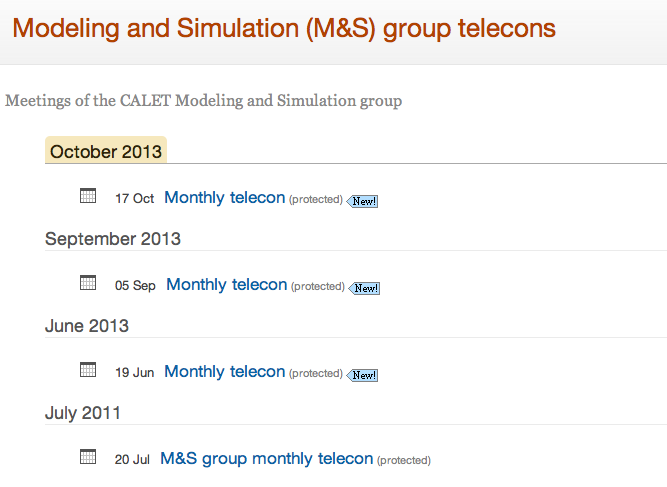 Modeling and Simulation (M&S) group telecons
Meetings of the CALET Modeling and Simulation group
October 2013
17 Oct Monthly telecon (protected) New!
September 2013
05 Sep Monthly telecon (protected) New!
June 2013
19 Jun Monthly telecon (protected) New!
July 2011
20 Jul M&S group monthly telecon (protected)